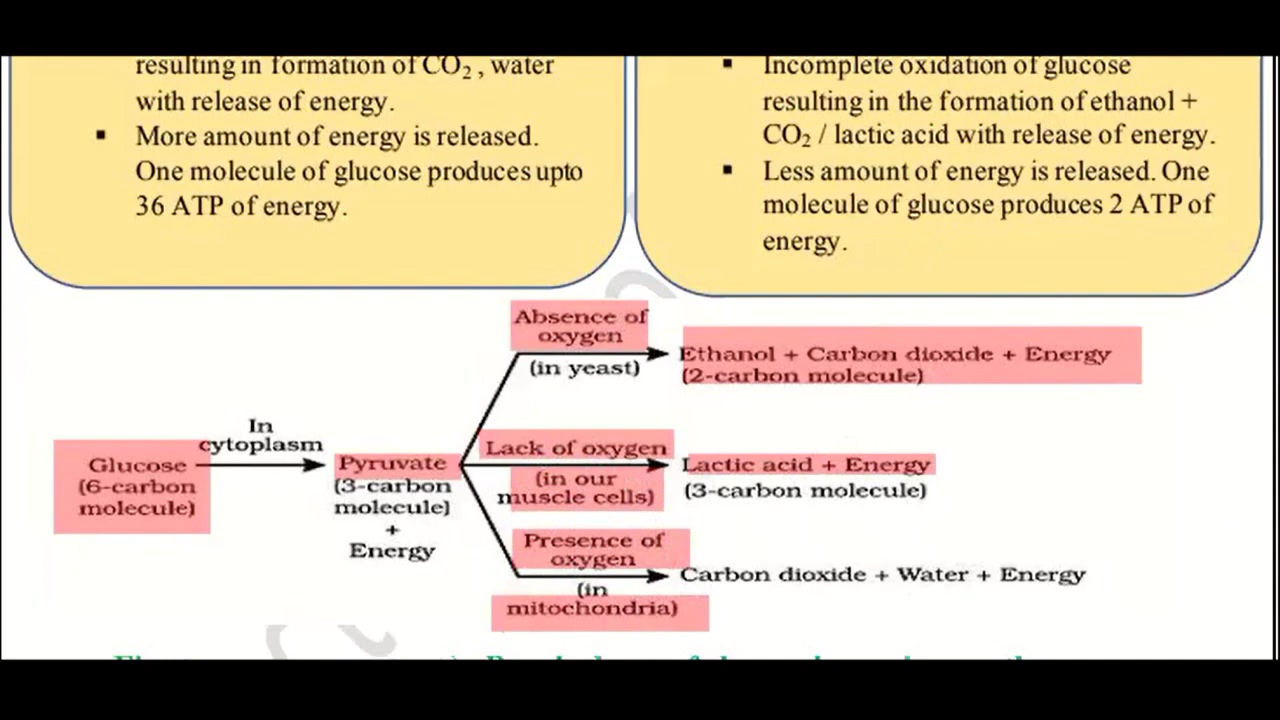 resulting in formation of CO₂ , water
with release of energy.
▪ More amount of energy is released.
One molecule of glucose produces upto
36 ATP of energy.
▪ Incomplete oxidation of glucose
resulting in the formation of ethanol +
CO₂ / lactic acid with release of energy.
▪ Less amount of energy is released. One
molecule of glucose produces 2 ATP of
energy.
Absence of
oxygen
(in yeast)
Ethanol + Carbon dioxide + Energy
(2-carbon molecule)
In
cytoplasm
Glucose
(6-carbon
molecule)
Pyruvate
(3-carbon
molecule)
+
Energy
Lack of oxygen
(in our
muscle cells)
Lactic acid + Energy
(3-carbon molecule)
Presence of
oxygen
(in
mitochondria)
Carbon dioxide + Water + Energy